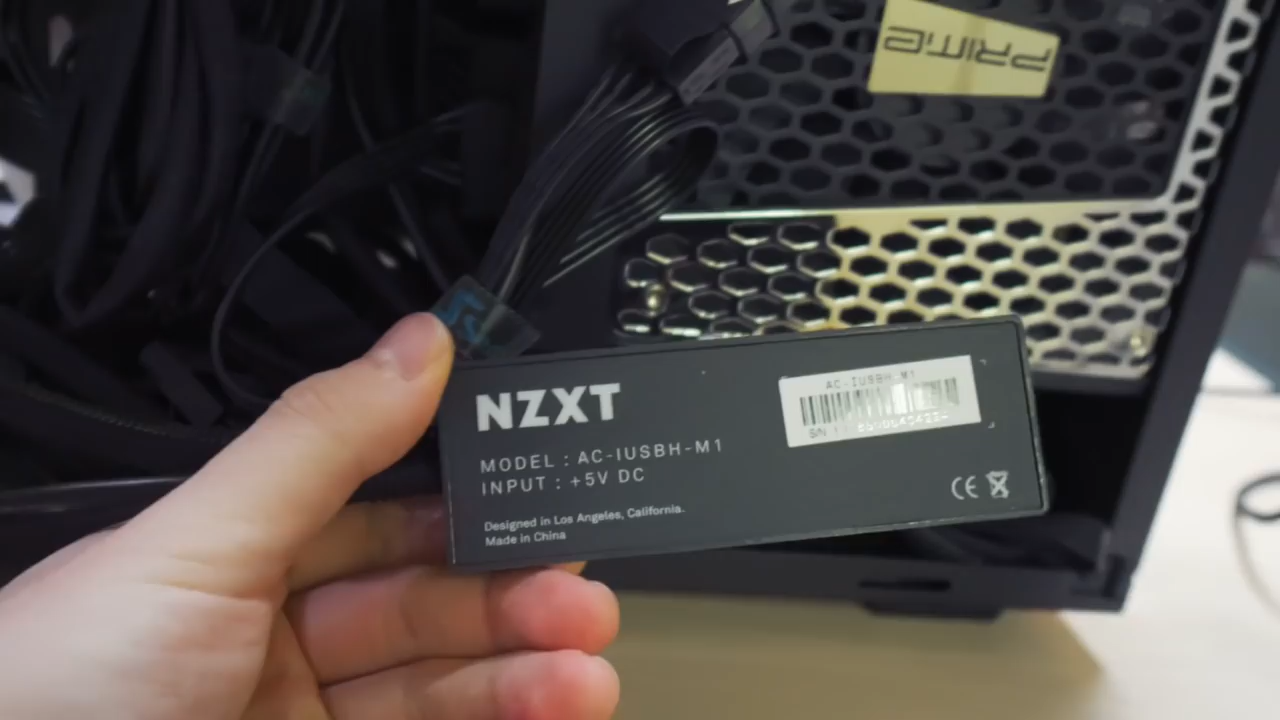 PRIME
NZXT
MODEL : AC-IUSBH-M1
INPUT : +5V DC
Designed in Los Angeles, California.
Made in China
AC-IUSBH-M1
S/N
CE